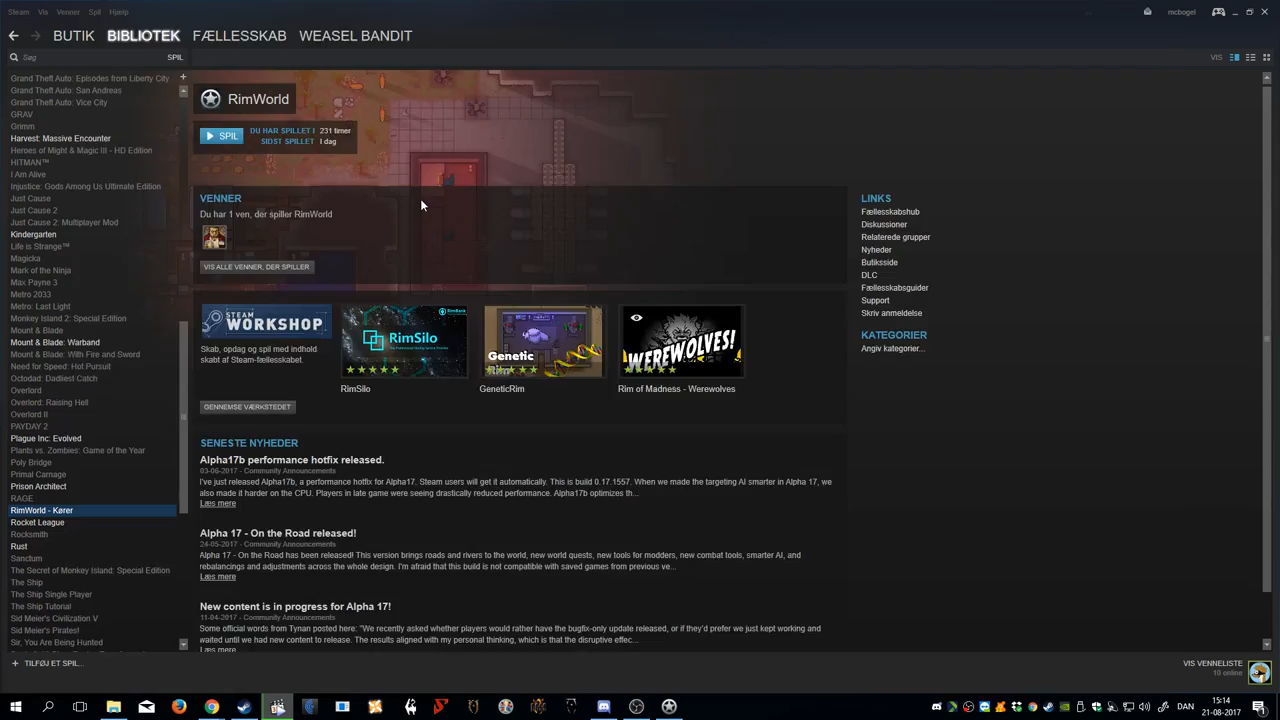 Steam Vis Venner Spil Hjælp
mcbogel
BUTIK BIBLIOTEK FÆLLESSKAB WEASEL BANDIT
Søg SPIL
VIS
Grand Theft Auto: Episodes from Liberty City
Grand Theft Auto: San Andreas
Grand Theft Auto: Vice City
GRAV
Grimm
Harvest: Massive Encounter
Heroes of Might & Magic III - HD Edition
HITMAN™
I Am Alive
Injustice: Gods Among Us Ultimate Edition
Just Cause
Just Cause 2
Just Cause 2: Multiplayer Mod
Kindergarten
Life is Strange™
Magicka
Mark of the Ninja
Max Payne 3
Metro 2033
Metro: Last Light
Monkey Island 2: Special Edition
Mount & Blade
Mount & Blade: Warband
Mount & Blade: With Fire and Sword
Need for Speed: Hot Pursuit
Octodad: Dadliest Catch
Overlord
Overlord: Raising Hell
Overlord II
PAYDAY 2
Plague Inc: Evolved
Plants vs. Zombies: Game of the Year
Poly Bridge
Primal Carnage
Prison Architect
RAGE
RimWorld - Kører
Rocket League
Rocksmith
Rust
Sanctum
The Secret of Monkey Island: Special Edition
The Ship
The Ship Single Player
The Ship Tutorial
Sid Meier's Civilization V
Sid Meier's Pirates!
Sir, You Are Being Hunted
TILFØJ ET SPIL...
RimWorld
SPIL
DU HAR SPILLET I 231 timer
SIDST SPILLET I dag
VENNER
Du har 1 ven, der spiller RimWorld
VIS ALLE VENNER, DER SPILLER
STEAM WORKSHOP
Skab, opdag og spil med indhold
skabt af Steam-fællesskabet.
GENNEMSE VÆRKSTEDET
RimBank
RimSilo
RimSilo
Genetic
Rim
GeneticRim
WEREWOLVES!
Rim of Madness - Werewolves
SENESTE NYHEDER
Alpha17b performance hotfix released.
03-06-2017 - Community Announcements
I've just released Alpha17b, a performance hotfix for Alpha17. Steam users will get it automatically. This is build 0.17.1557. When we made the targeting AI smarter in Alpha 17, we
also made it harder on the CPU. Players in late game were seeing drastically reduced performance. Alpha17b optimizes th...
Læs mere
Alpha 17 - On the Road released!
24-05-2017 - Community Announcements
Alpha 17 - On the Road has been released! This version brings roads and rivers to the world, new world quests, new tools for modders, new combat tools, smarter AI, and
rebalancings and adjustments across the whole design. I'm afraid that this build is not compatible with saved games from previous ve...
Læs mere
New content is in progress for Alpha 17!
11-04-2017 - Community Announcements
Some official words from Tynan posted here: "We recently asked whether players would rather have the bugfix-only update released, or if they'd prefer we just kept working and
waited until we had new content to release. The results aligned with my personal thinking, which is that the disruptive effec...
Læs mere
LINKS
Fællesskabshub
Diskussioner
Relaterede grupper
Nyheder
Butiksside
DLC
Fællesskabsguider
Support
Skriv anmeldelse
KATEGORIER
Angiv kategorier...
VIS VENNELISTE
10 online
DAN
15:14
21-08-2017